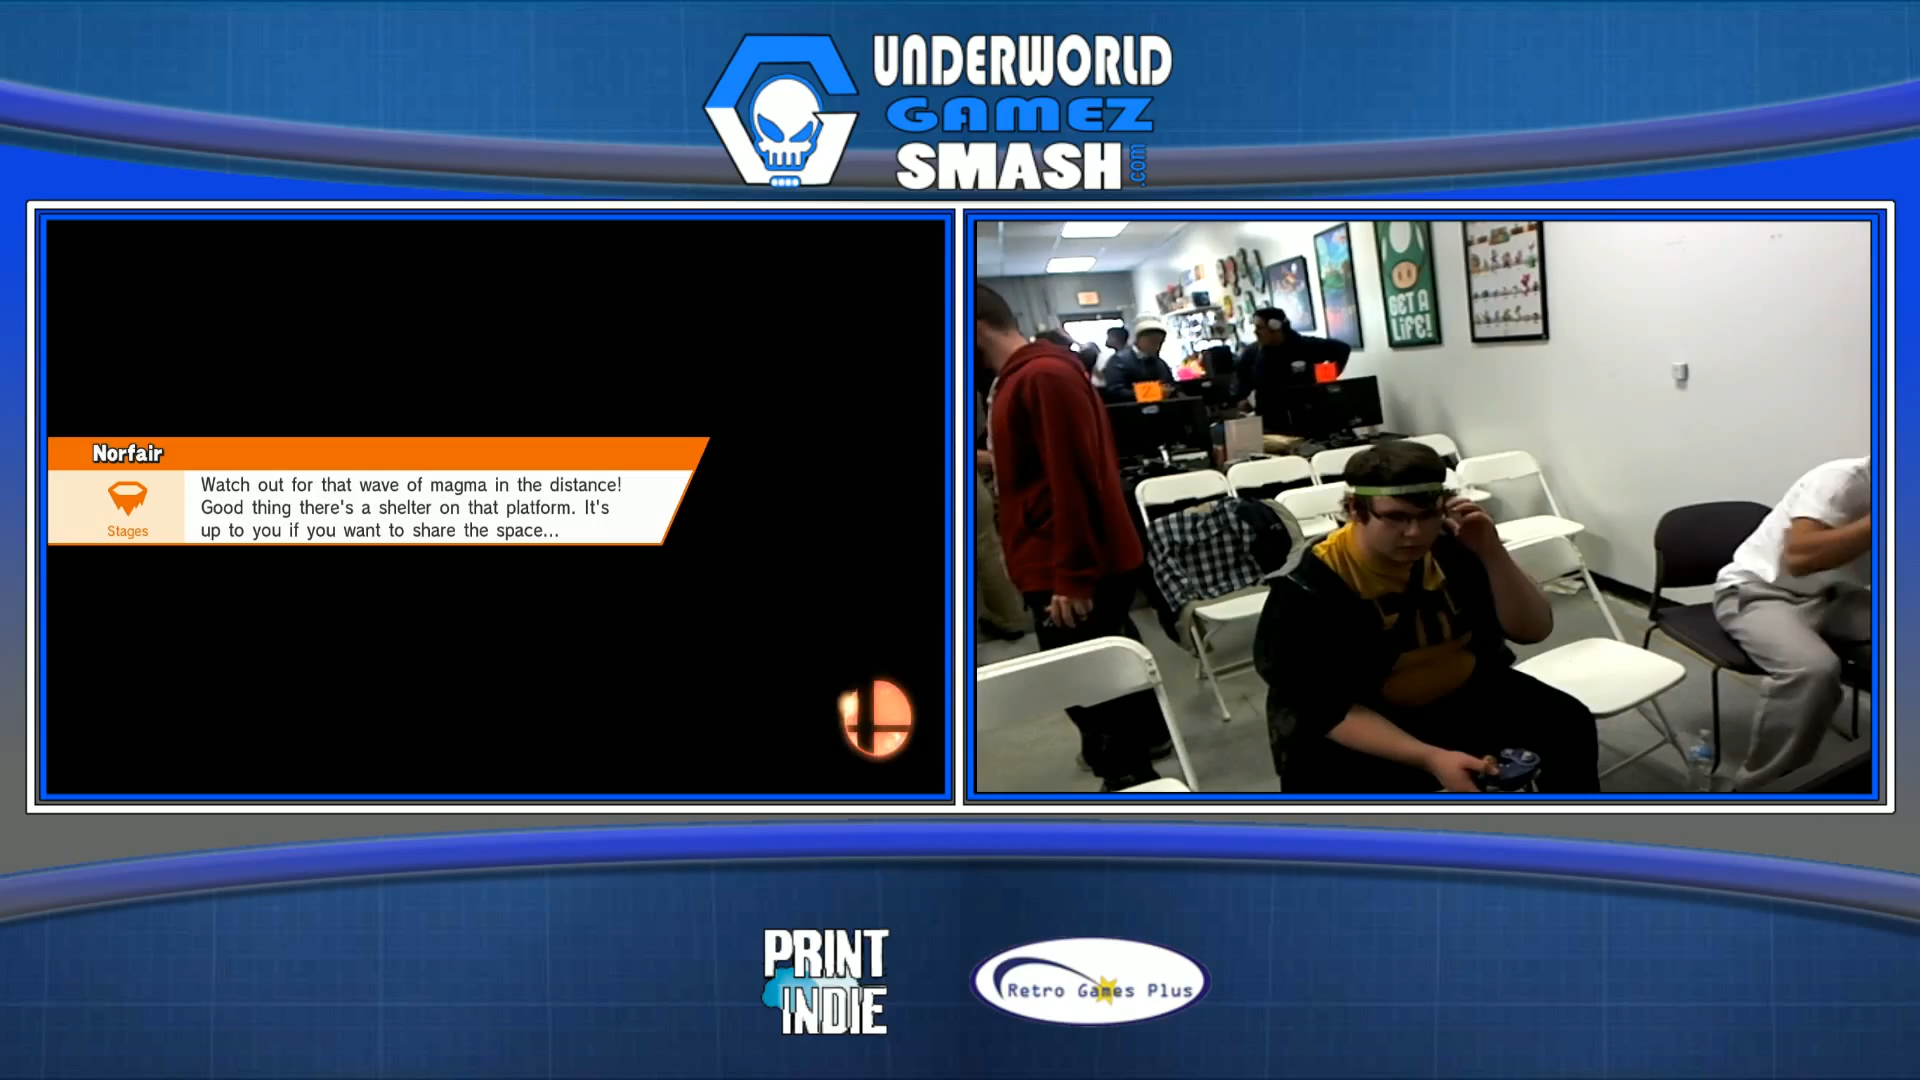 UNDERWORLD
GAMEZ
SMASH.com
Norfair
Watch out for that wave of magma in the distance!
Good thing there's a shelter on that platform. It's
up to you if you want to share the space...
Stages
GET A
LIFE!
2
PRINT
INDIE
Retro Games Plus